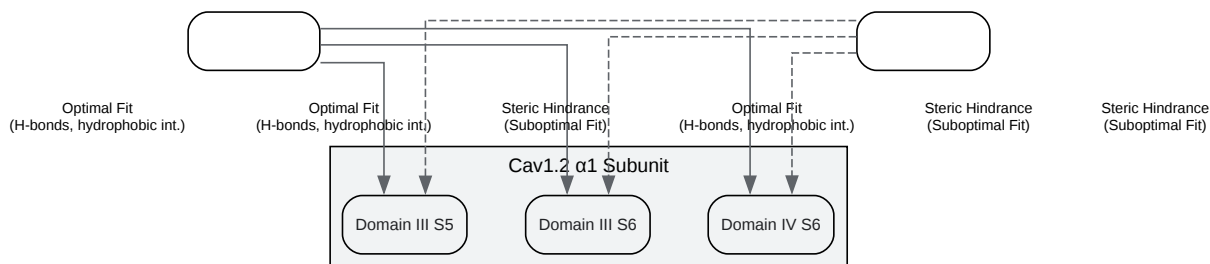 Optimal Fit
(H-bonds, hydrophobic int.)
Optimal Fit
(H-bonds, hydrophobic int.)
Steric Hindrance
(Suboptimal Fit)
Optimal Fit
(H-bonds, hydrophobic int.)
Steric Hindrance
(Suboptimal Fit)
Steric Hindrance
(Suboptimal Fit)
Cav1.2 α1 Subunit
Domain III S5
Domain III S6
Domain IV S6